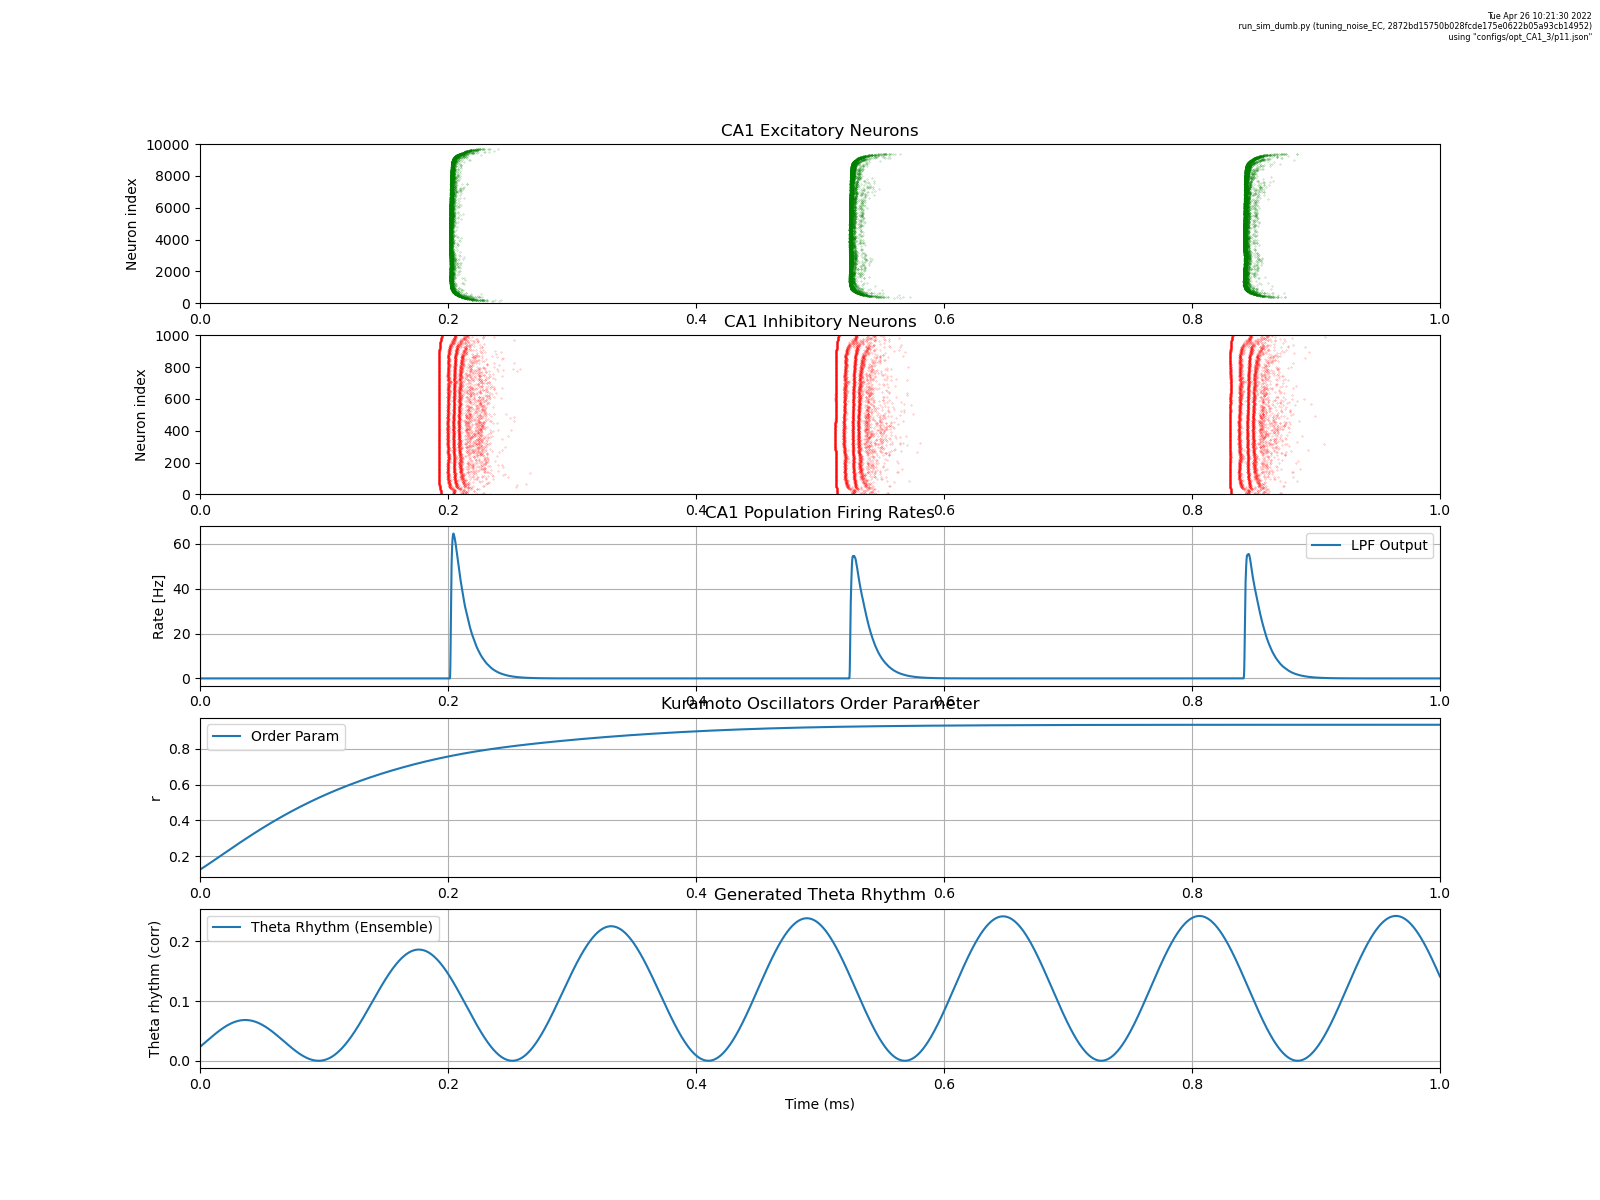 Tue Apr 26 10:21:30 2022
run_sim_dumb.py (tuning_noise_EC, 2872bd15750b028fcde175e0622b05a93cb14952)
using "configs/opt_CA1_3/p11.json"
CA1 Excitatory Neurons
10000
8000
6000
4000
2000
0
Neuron index
0.0 0.2 0.4 0.6 0.8 1.0
CA1 Inhibitory Neurons
1000
800
600
400
200
0
Neuron index
0.0 0.2 0.4 0.6 0.8 1.0
CA1 Population Firing Rates
LPF Output
60
40
20
0
Rate [Hz]
0.0 0.2 0.4 0.6 0.8 1.0
Kuramoto Oscillators Order Parameter
Order Param
0.8
0.6
0.4
0.2
r
0.0 0.2 0.4 0.6 0.8 1.0
Generated Theta Rhythm
Theta Rhythm (Ensemble)
0.2
0.1
0.0
Theta rhythm (corr)
0.0 0.2 0.4 0.6 0.8 1.0
Time (ms)